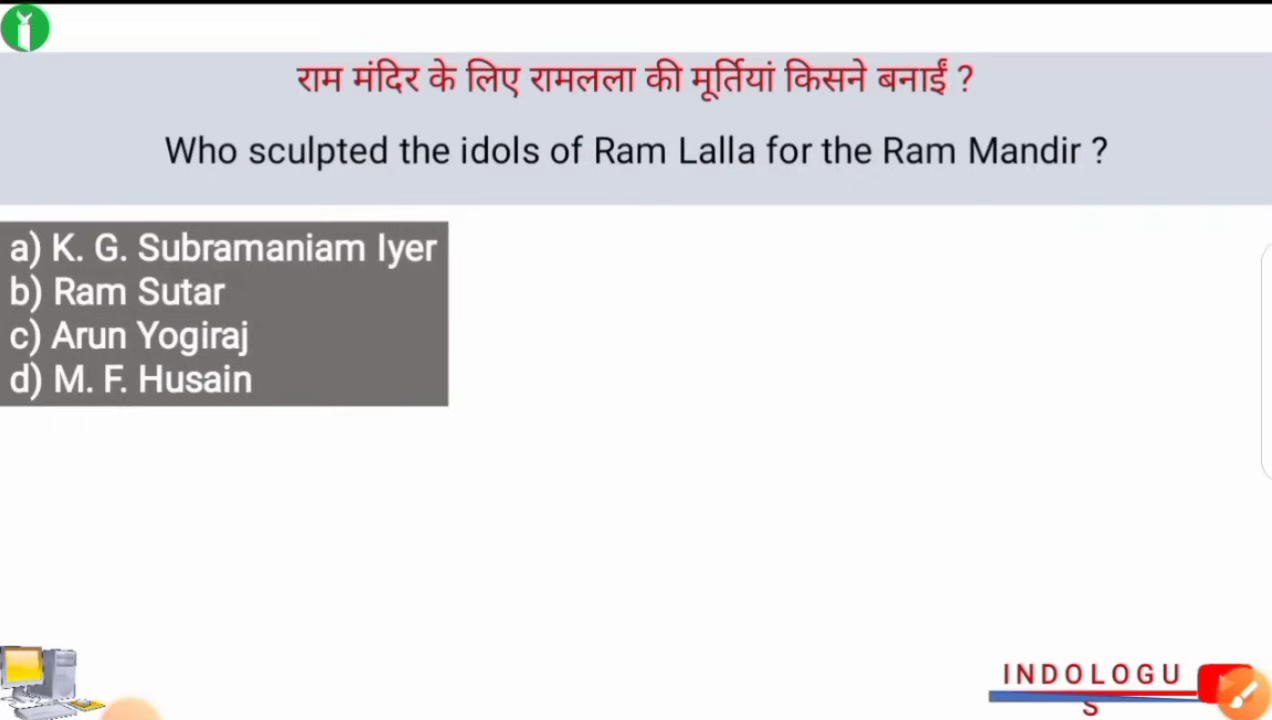 राम मंदिर के लिए रामलला की मूर्तियां किसने बनाईं ?
Who sculpted the idols of Ram Lalla for the Ram Mandir ?
a) K. G. Subramaniam Iyer
b) Ram Sutar
c) Arun Yogiraj
d) M. F. Husain
INDOLOGU
S